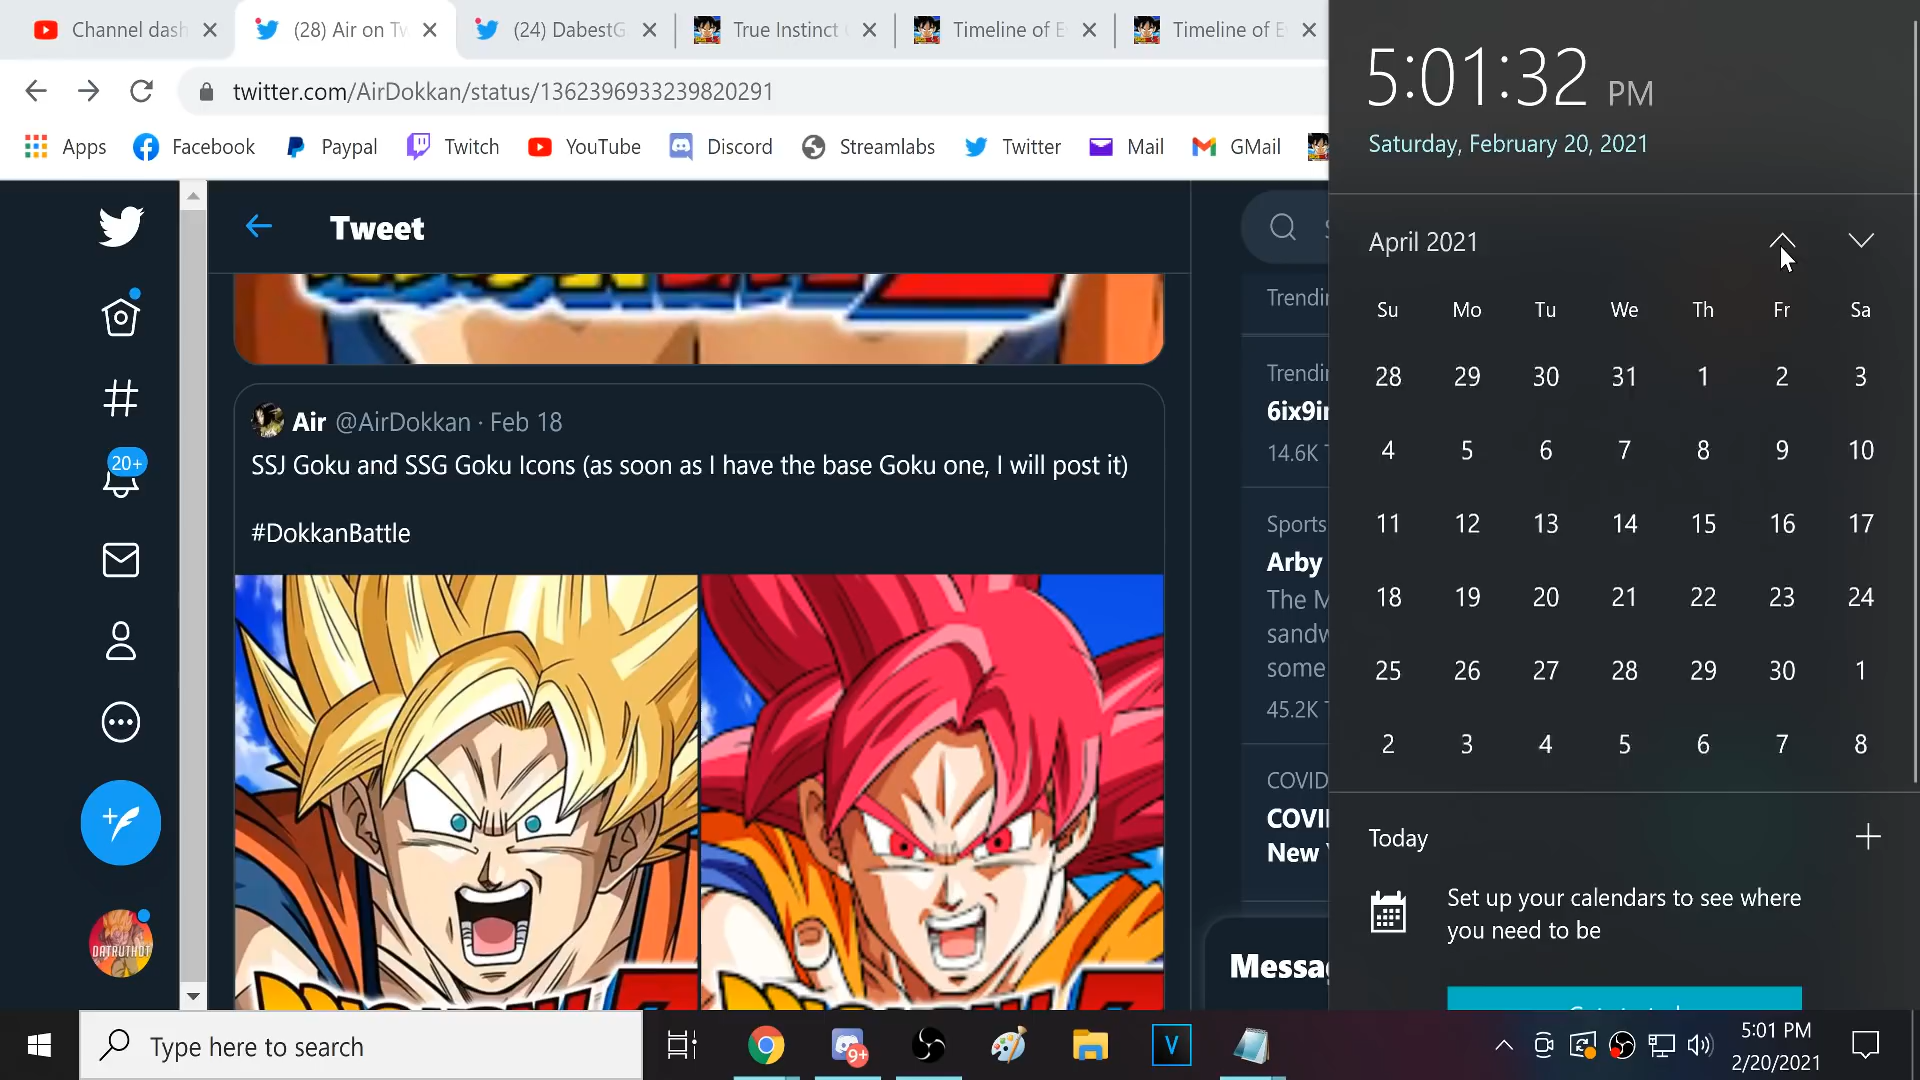 Channel dash
(28) Air on Tw
(24) DabestG
True Instinct
Timeline of E
Timeline of E
twitter.com/AirDokkan/status/1362396933239820291
Apps
Facebook
Paypal
Twitch
YouTube
Discord
Streamlabs
Twitter
Mail
GMail
Tweet
20+
DATRUTHDT
Air @AirDokkan · Feb 18
SSJ Goku and SSG Goku Icons (as soon as I have the base Goku one, I will post it)
#DokkanBattle
Trendi
Trendi
6ix9i
14.6K T
Sports
Arby
The M
sandw
some
45.2K T
COVID
COVI
New
Messa
5:01:32 PM
Saturday, February 20, 2021
April 2021
Su Mo Tu We Th Fr Sa
28 29 30 31 1 2 3
4 5 6 7 8 9 10
11 12 13 14 15 16 17
18 19 20 21 22 23 24
25 26 27 28 29 30 1
2 3 4 5 6 7 8
Today
Set up your calendars to see where
you need to be
Type here to search
9+
V
5:01 PM
2/20/2021